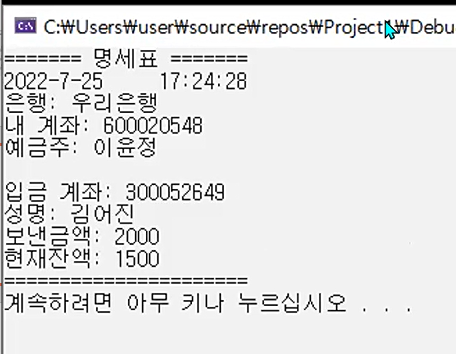 C:\Users\user\source\repos\Project1\Debu
======= 명세표 =======
2022-7-25 17:24:28
은행: 우리은행
내 계좌: 600020548
예금주: 이윤정
입금 계좌: 300052649
성명: 김어진
보낸금액: 2000
현재잔액: 1500
======================
계속하려면 아무 키나 누르십시오 . . .